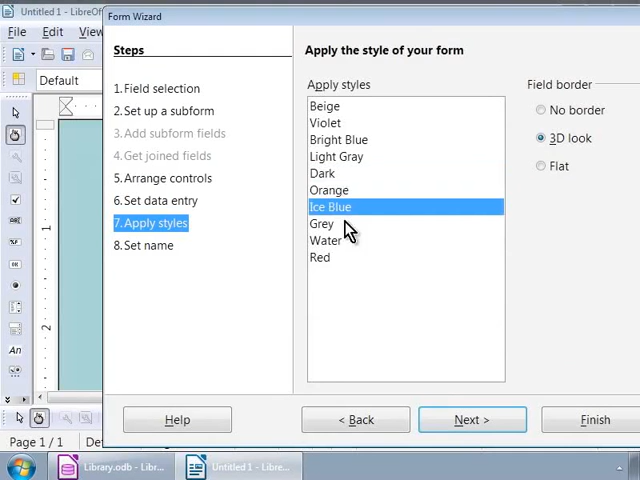 Untitled 1 - LibreOf
Form Wizard
File Edit View
Default
Steps
1. Field selection
2. Set up a subform
3. Add subform fields
4. Get joined fields
5. Arrange controls
6. Set data entry
7. Apply styles
8. Set name
Apply the style of your form
Apply styles
Beige
Violet
Bright Blue
Light Gray
Dark
Orange
Ice Blue
Grey
Water
Red
Field border
No border
3D look
Flat
1
2
An
Help
< Back
Next >
Finish
Page 1 / 1
Library.odb - Libr...
Untitled 1 - Libre...